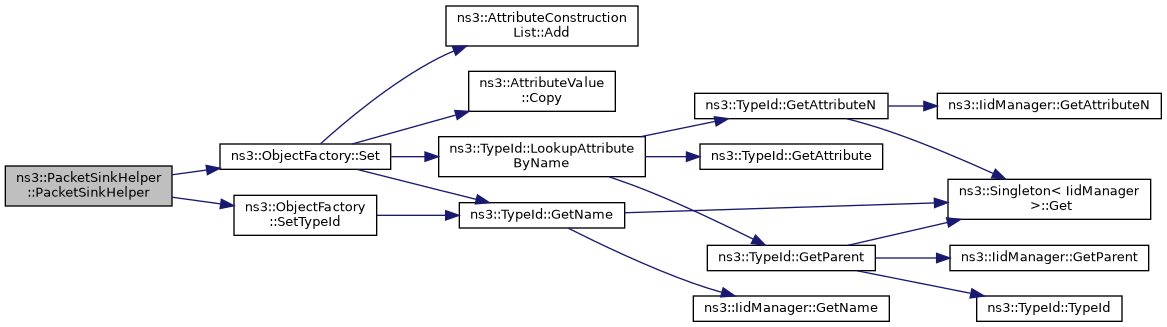 ns3::PacketSinkHelper
::PacketSinkHelper
ns3::ObjectFactory::Set
ns3::ObjectFactory
::SetTypeId
ns3::AttributeConstruction
List::Add
ns3::AttributeValue
::Copy
ns3::TypeId::LookupAttribute
ByName
ns3::TypeId::GetName
ns3::TypeId::GetAttributeN
ns3::TypeId::GetAttribute
ns3::TypeId::GetParent
ns3::IidManager::GetName
ns3::IidManager::GetAttributeN
ns3::Singleton< IidManager
>::Get
ns3::IidManager::GetParent
ns3::TypeId::TypeId